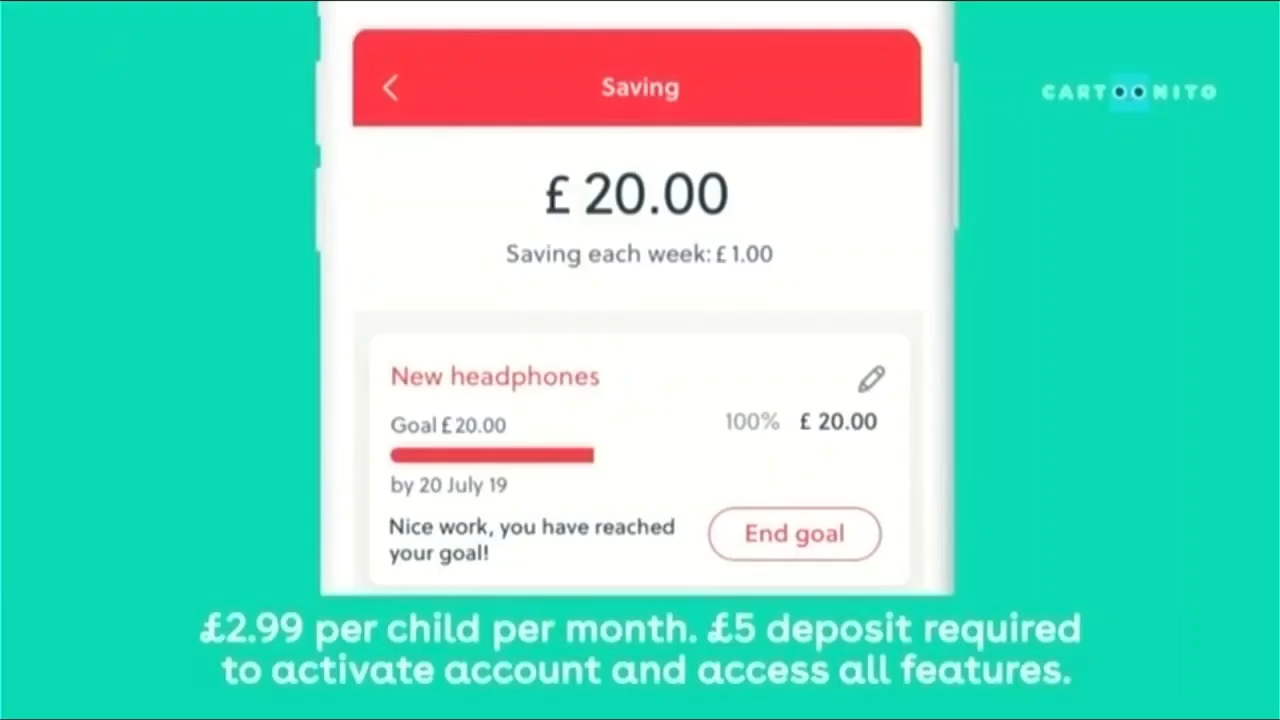 Saving
CARTOONITO
£ 20.00
Saving each week: £ 1.00
New headphones
Goal £20.00
100% £ 20.00
by 20 July 19
Nice work, you have reached
your goal!
End goal
£2.99 per child per month. £5 deposit required
to activate account and access all features.